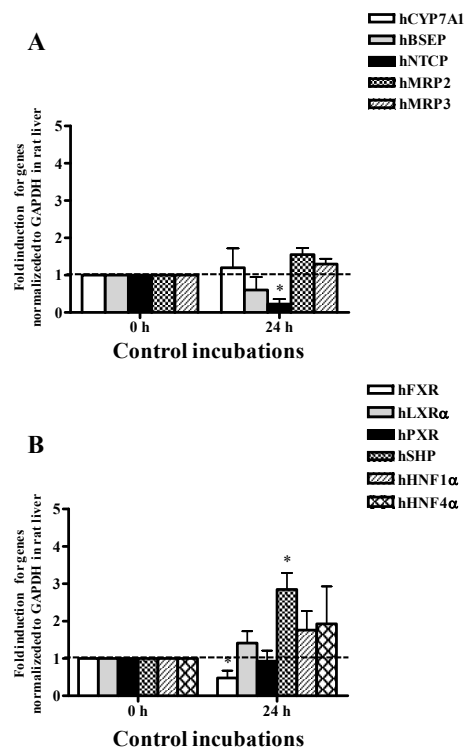 A
hCYP7A1
hBSEP
hNTCP
hMRP2
hMRP3
Fold induction for genes
normalizeded to GAPDH in rat liver
5
4
3
2
1
0
*
0 h
24 h
Control incubations
B
hFXR
hLXRα
hPXR
hSHP
hHNF1α
hHNF4α
Fold induction for genes
normalizeded to GAPDH in rat liver
5
4
3
2
1
0
*
*
0 h
24 h
Control incubations